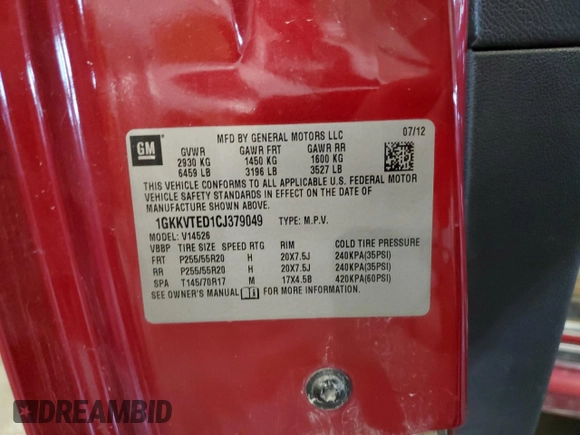 GM
MFD BY GENERAL MOTORS LLC 07/12
GVWR GAWR FRT GAWR RR
2930 KG 1450 KG 1600 KG
6459 LB 3196 LB 3527 LB
THIS VEHICLE CONFORMS TO ALL APPLICABLE U.S. FEDERAL MOTOR
VEHICLE SAFETY STANDARDS IN EFFECT ON THE DATE OF
MANUFACTURE SHOWN ABOVE.
1GKKVTED1CJ379049 TYPE: M.P.V.
MODEL: V14526
VBBP TIRE SIZE SPEED RTG RIM COLD TIRE PRESSURE
FRT P255/55R20 H 20X7.5J 240KPA(35PSI)
RR P255/55R20 H 20X7.5J 240KPA(35PSI)
SPA T145/70R17 M 17X4.5B 420KPA(60PSI)
SEE OWNER'S MANUAL FOR MORE INFORMATION.
DREAMBID